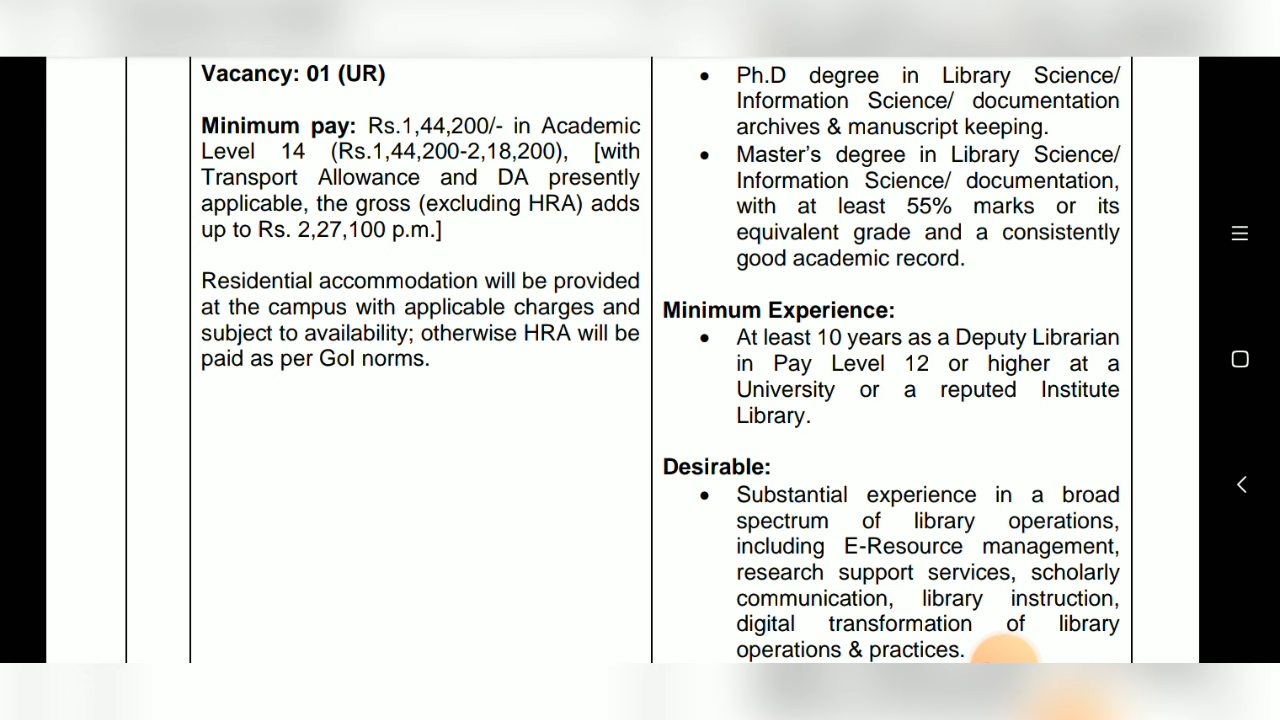 Vacancy: 01 (UR)
Minimum pay: Rs.1,44,200/- in Academic
Level 14 (Rs.1,44,200-2,18,200), [with
Transport Allowance and DA presently
applicable, the gross (excluding HRA) adds
up to Rs. 2,27,100 p.m.]
Residential accommodation will be provided
at the campus with applicable charges and
subject to availability; otherwise HRA will be
paid as per GoI norms.
• Ph.D degree in Library Science/
Information Science/ documentation
archives & manuscript keeping.
• Master's degree in Library Science/
Information Science/ documentation,
with at least 55% marks or its
equivalent grade and a consistently
good academic record.
Minimum Experience:
• At least 10 years as a Deputy Librarian
in Pay Level 12 or higher at a
University or a reputed Institute
Library.
Desirable:
• Substantial experience in a broad
spectrum of library operations,
including E-Resource management,
research support services, scholarly
communication, library instruction,
digital transformation of library
operations & practices.